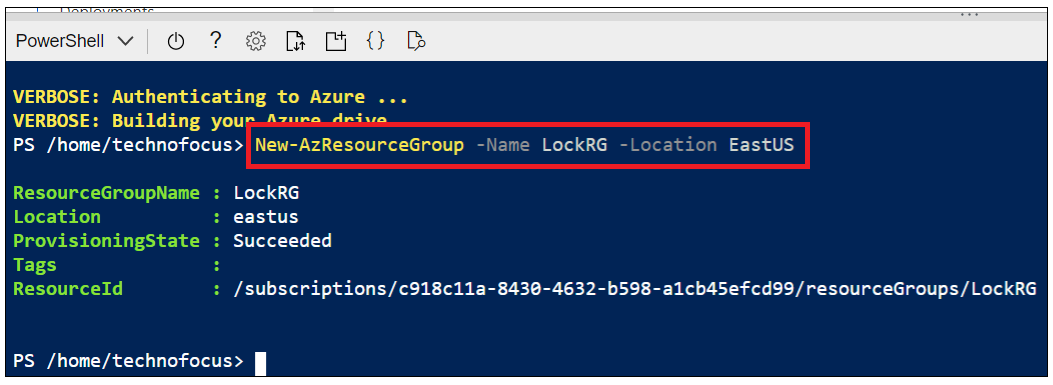 Deployments
...
PowerShell
?
{}
VERBOSE: Authenticating to Azure ...
VERBOSE: Building your Azure drive
PS /home/technofocus> New-AzResourceGroup -Name LockRG -Location EastUS
ResourceGroupName : LockRG
Location : eastus
ProvisioningState : Succeeded
Tags :
ResourceId : /subscriptions/c918c11a-8430-4632-b598-a1cb45efcd99/resourceGroups/LockRG
PS /home/technofocus>